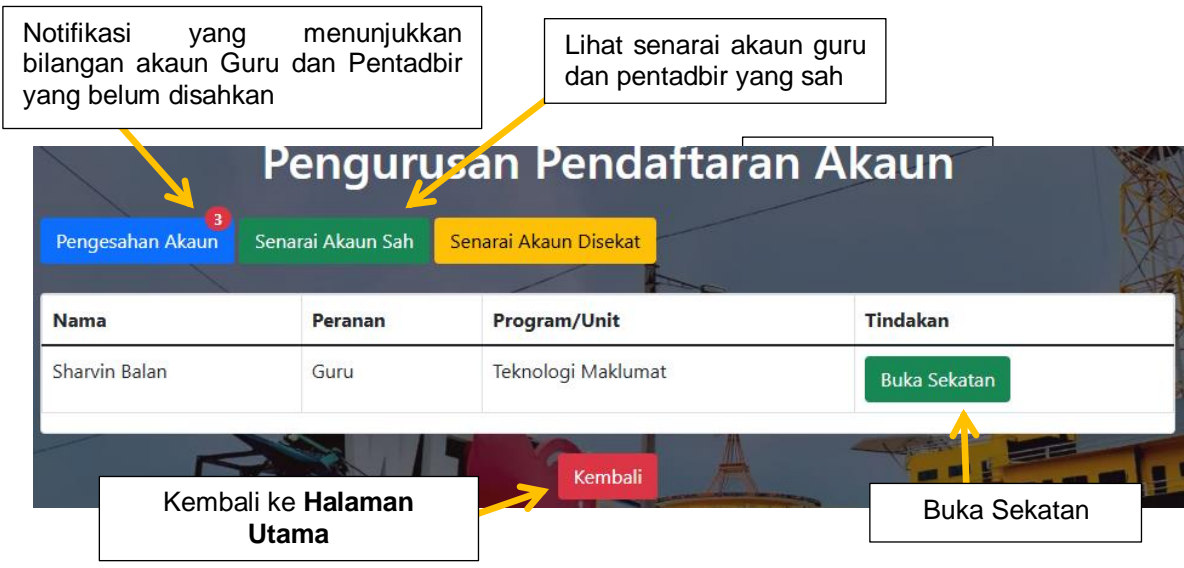 Notifikasi yang menunjukkan
bilangan akaun Guru dan Pentadbir
yang belum disahkan
Lihat senarai akaun guru
dan pentadbir yang sah
Pengurusan Pendaftaran Akaun
Pengesahan Akaun 3 Senarai Akaun Sah Senarai Akaun Disekat
Nama Peranan Program/Unit Tindakan
Sharvin Balan Guru Teknologi Maklumat Buka Sekatan
Kembali
Kembali ke Halaman
Utama
Buka Sekatan